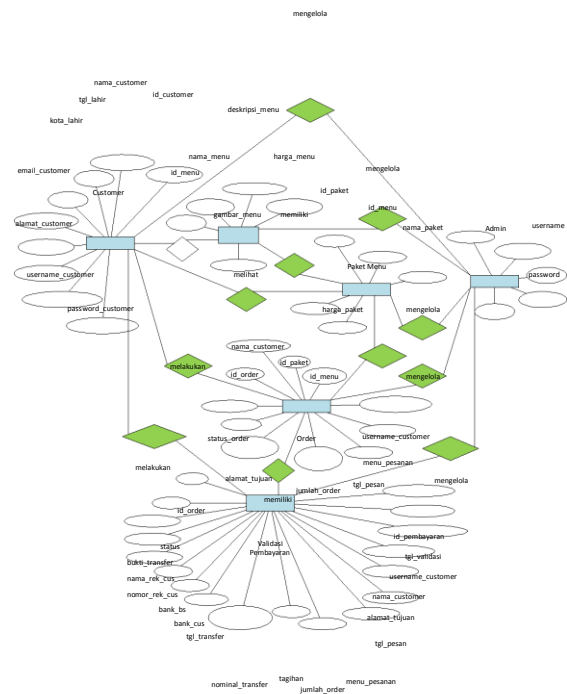 mengelola
nama_customer
tgl_lahir
id_customer
deskripsi_menu
kota_lahir
nama_menu
harga_menu
email_customer
id_menu
mengelola
Customer
id_paket
id_menu
gambar_menu
memiliki
alamat_customer
nama_paket
Admin
username
melihat
Paket Menu
username_customer
password
password_customer
harga_paket
mengelola
nama_customer
id_paket
melakukan
id_order
id_menu
mengelola
status_order
Order
username_customer
melakukan
menu_pesanan
alamat_tujuan
tgl_pesan
mengelola
jumlah_order
memiliki
id_order
id_pembayaran
status
Validasi
Pembayaran
tgl_validasi
bukti_transfer
nama_rek_cus
username_customer
nomor_rek_cus
nama_customer
bank_bs
alamat_tujuan
bank_cus
tgl_transfer
tgl_pesan
nominal_transfer
tagihan
jumlah_order
menu_pesanan